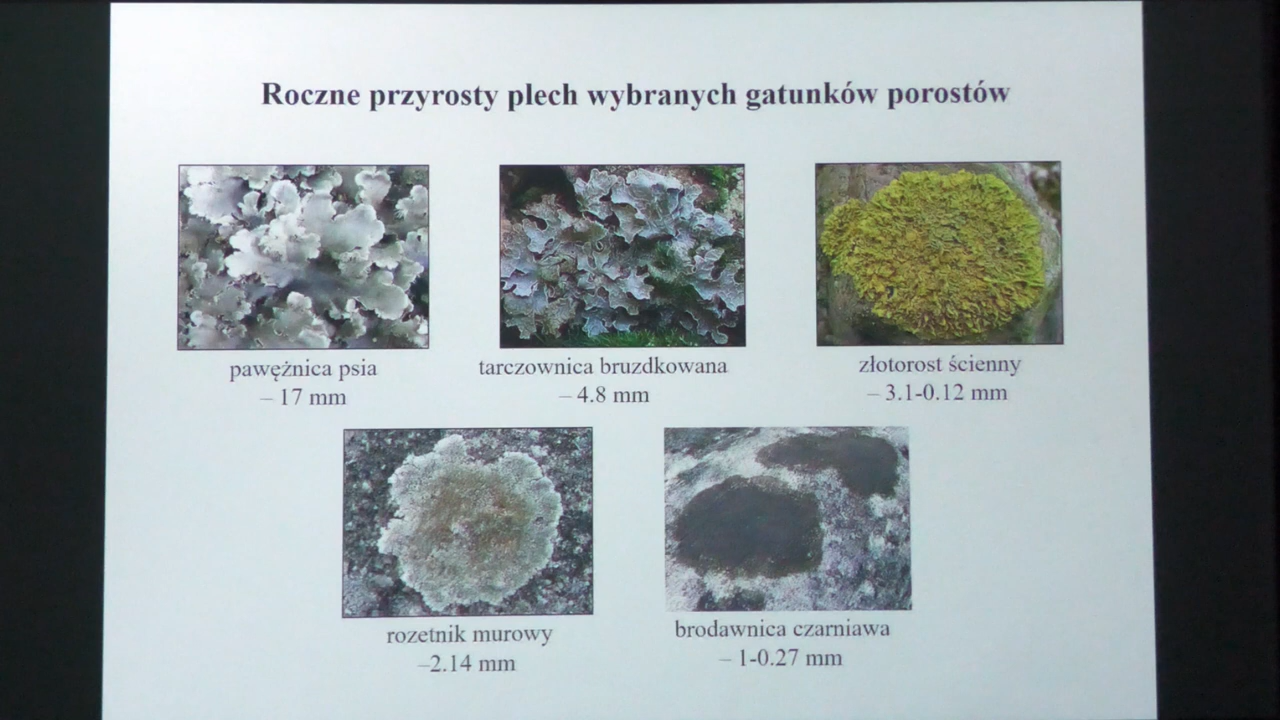 Roczne przyrosty plech wybranych gatunków porostów
pawężnica psia
– 17 mm
tarczownica bruzdkowana
– 4.8 mm
złotorost ścienny
– 3.1-0.12 mm
rozetnik murowy
–2.14 mm
brodawnica czarniawa
– 1-0.27 mm